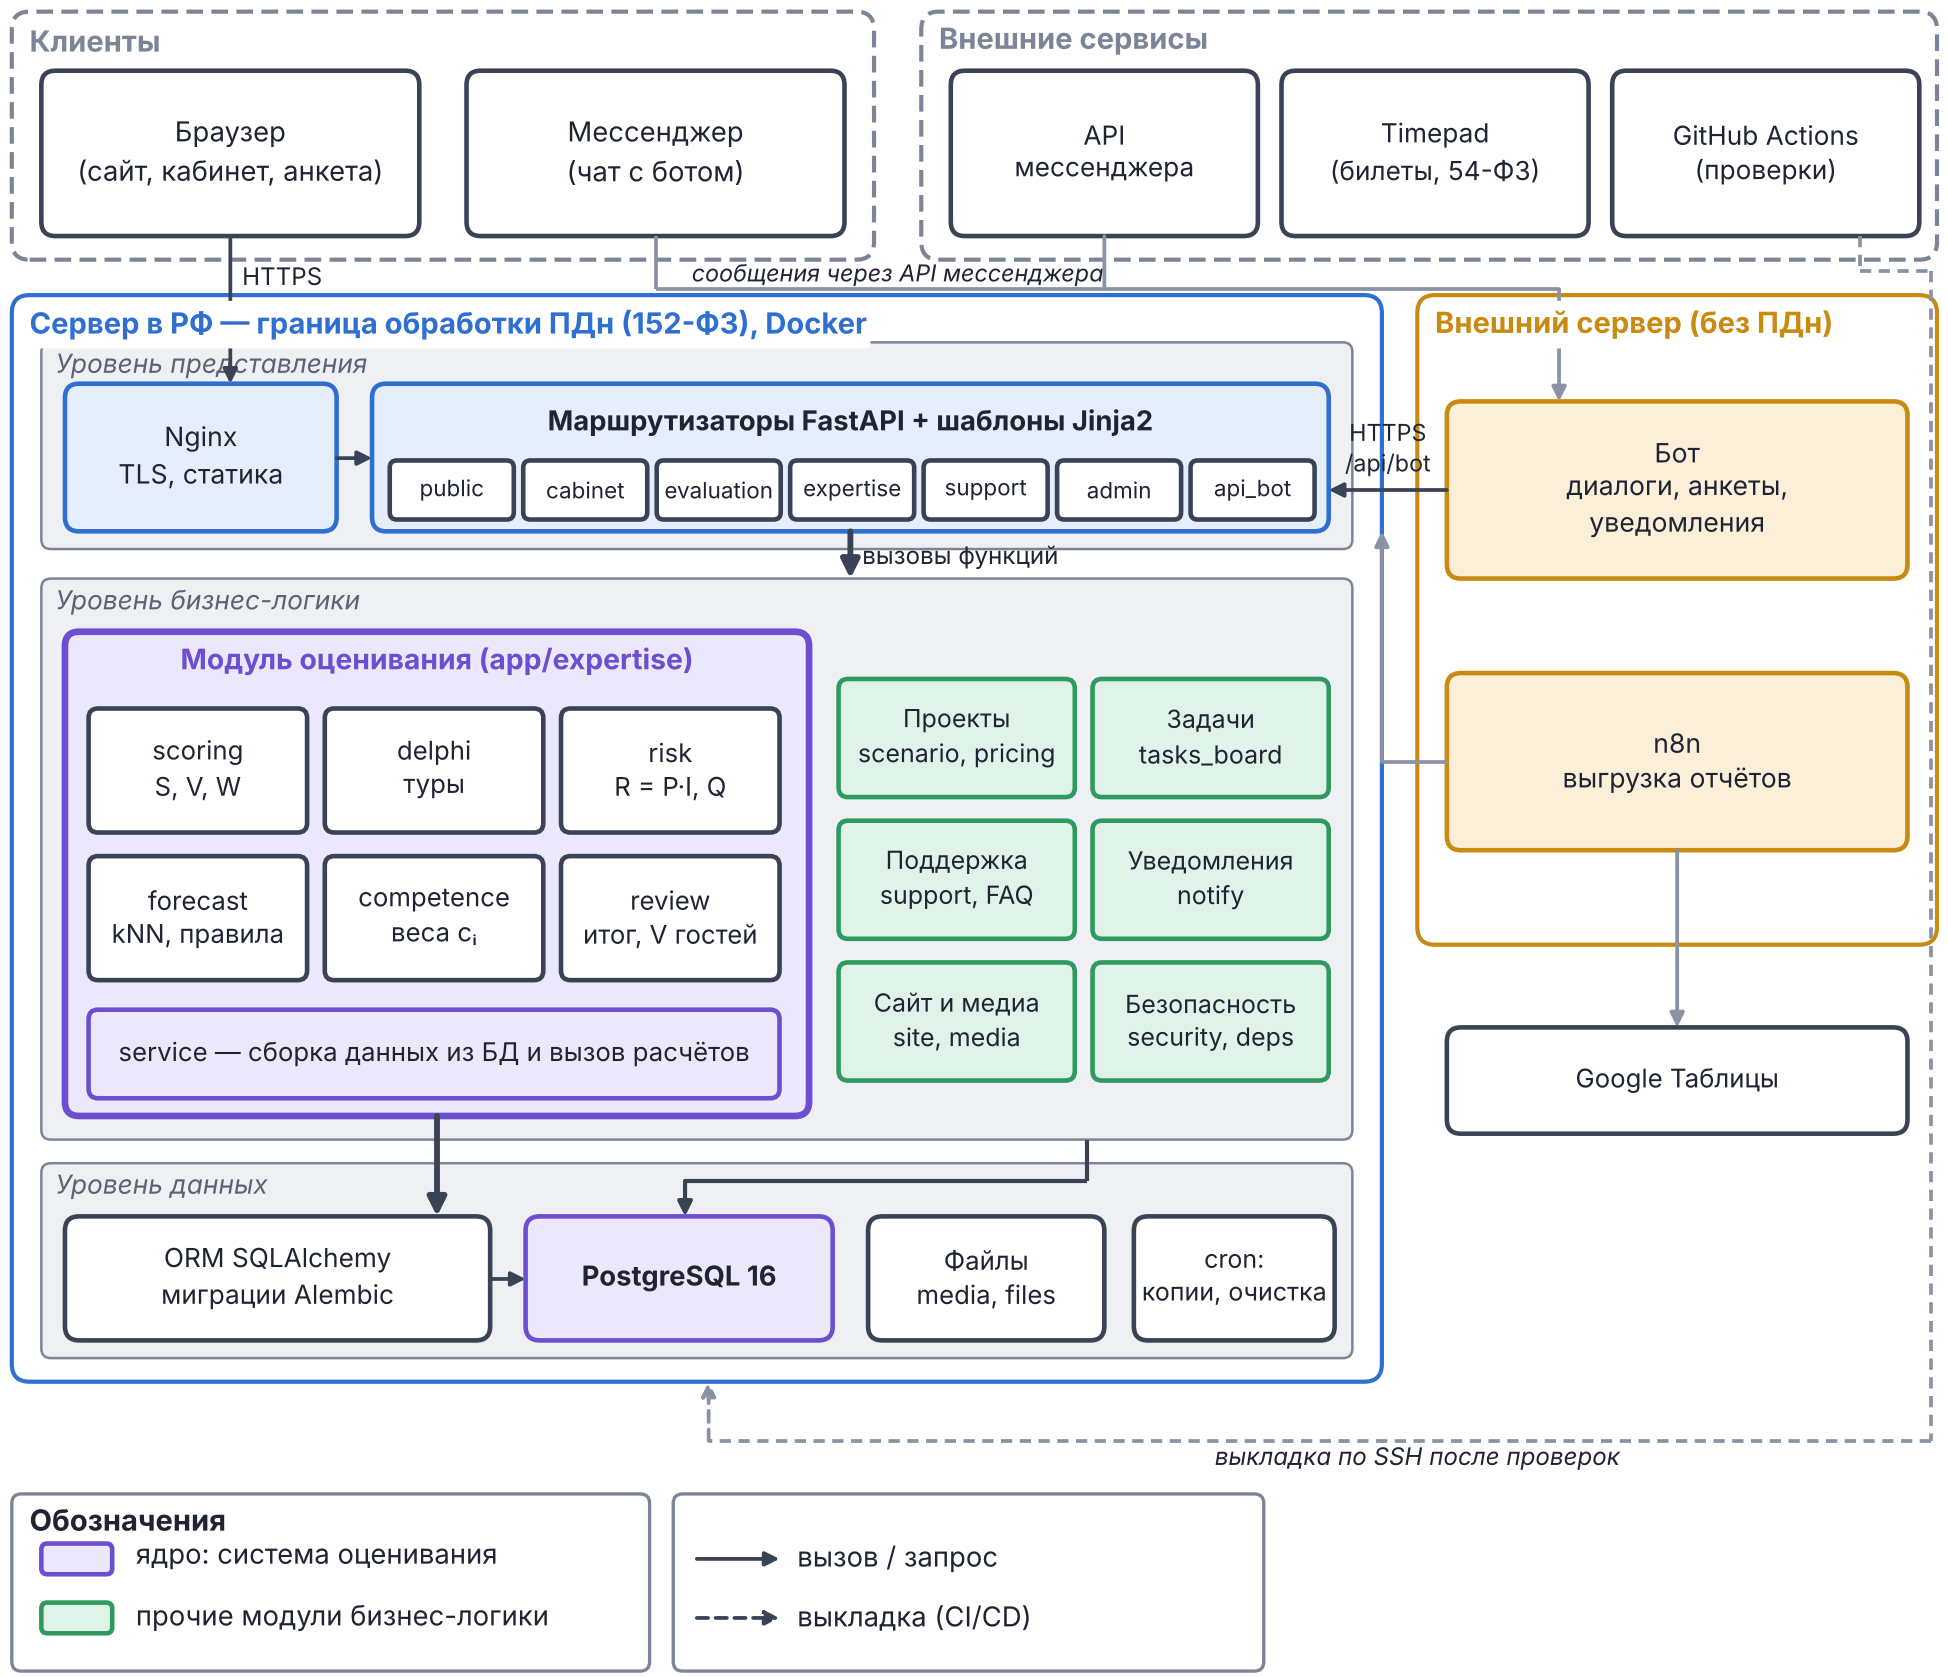 Клиенты
Браузер
(сайт, кабинет, анкета)
Мессенджер
(чат с ботом)
Внешние сервисы
API
мессенджера
Timepad
(билеты, 54-ФЗ)
GitHub Actions
(проверки)
HTTPS
сообщения через API мессенджера
Сервер в РФ — граница обработки ПДн (152-ФЗ), Docker
Уровень представления
Nginx
TLS, статика
Маршрутизаторы FastAPI + шаблоны Jinja2
public
cabinet
evaluation
expertise
support
admin
api_bot
HTTPS
/api/bot
Внешний сервер (без ПДн)
Бот
диалоги, анкеты,
уведомления
вызовы функций
Уровень бизнес-логики
Модуль оценивания (app/expertise)
scoring
S, V, W
delphi
туры
risk
R = P·I, Q
forecast
kNN, правила
competence
веса cᵢ
review
итог, V гостей
service — сборка данных из БД и вызов расчётов
Проекты
scenario, pricing
Задачи
tasks_board
Поддержка
support, FAQ
Уведомления
notify
Сайт и медиа
site, media
Безопасность
security, deps
n8n
выгрузка отчётов
Google Таблицы
Уровень данных
ORM SQLAlchemy
миграции Alembic
PostgreSQL 16
Файлы
media, files
cron:
копии, очистка
выкладка по SSH после проверок
Обозначения
ядро: система оценивания
прочие модули бизнес-логики
вызов / запрос
выкладка (CI/CD)